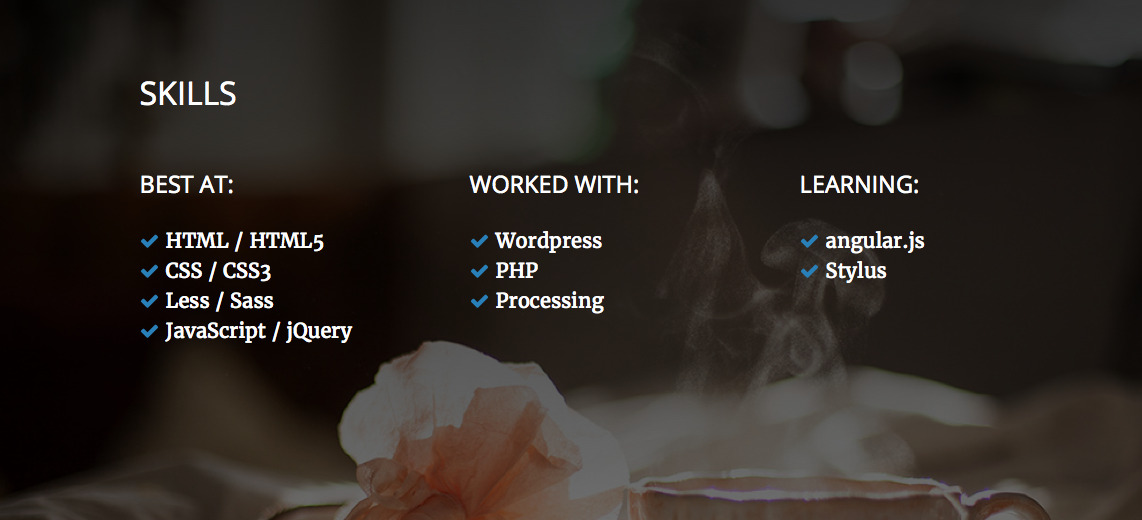 SKILLS
BEST AT:
HTML / HTML5
CSS / CSS3
Less / Sass
JavaScript / jQuery
WORKED WITH:
Wordpress
PHP
Processing
LEARNING:
angular.js
Stylus